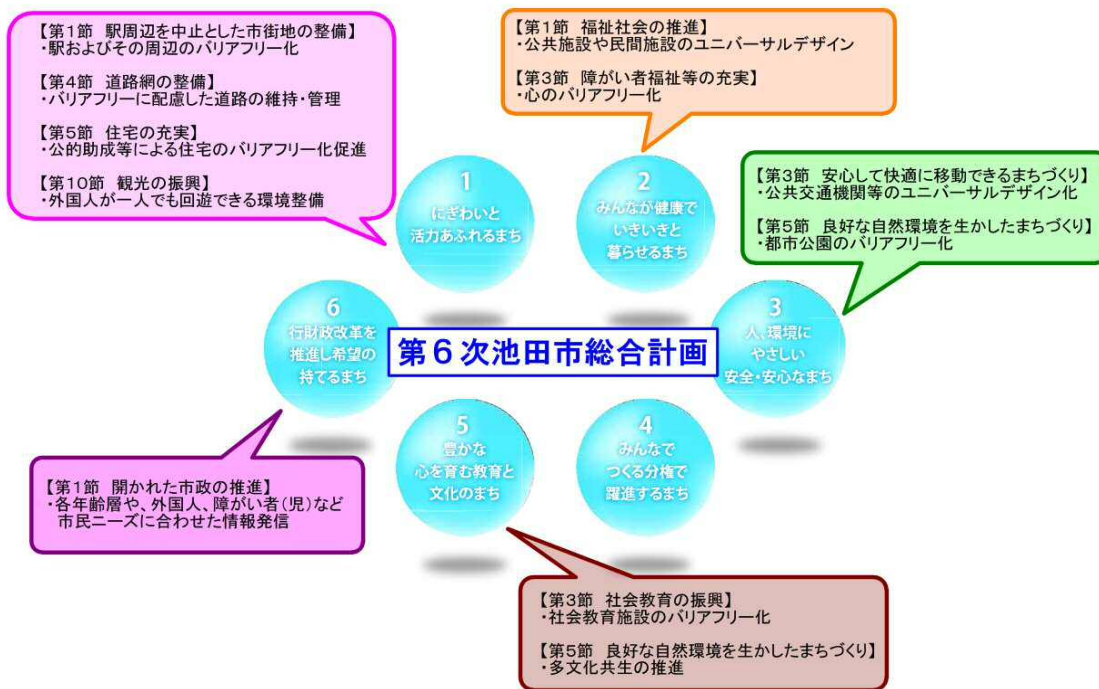 【第1節 駅周辺を中止とした市街地の整備】
・駅およびその周辺のバリアフリー化
【第4節 道路網の整備】
・バリアフリーに配慮した道路の維持・管理
【第5節 住宅の充実】
・公的助成等による住宅のバリアフリー化促進
【第10節 観光の振興】
・外国人が一人でも回遊できる環境整備
【第1節 福祉社会の推進】
・公共施設や民間施設のユニバーサルデザイン
【第3節 障がい者福祉等の充実】
・心のバリアフリー化
【第3節 安心して快適に移動できるまちづくり】
・公共交通機関等のユニバーサルデザイン化
【第5節 良好な自然環境を生かしたまちづくり】
・都市公園のバリアフリー化
1
にぎわいと
活力あふれるまち
2
みんなが健康で
いきいきと
暮らせるまち
6
行財政改革を
推進し希望の
持てるまち
第6次池田市総合計画
3
人、環境に
やさしい
安全・安心なまち
5
豊かな
心を育む教育と
文化のまち
4
みんなで
つくる分権で
躍進するまち
【第1節 開かれた市政の推進】
・各年齢層や、外国人、障がい者(児)など
市民ニーズに合わせた情報発信
【第3節 社会教育の振興】
・社会教育施設のバリアフリー化
【第5節 良好な自然環境を生かしたまちづくり】
・多文化共生の推進